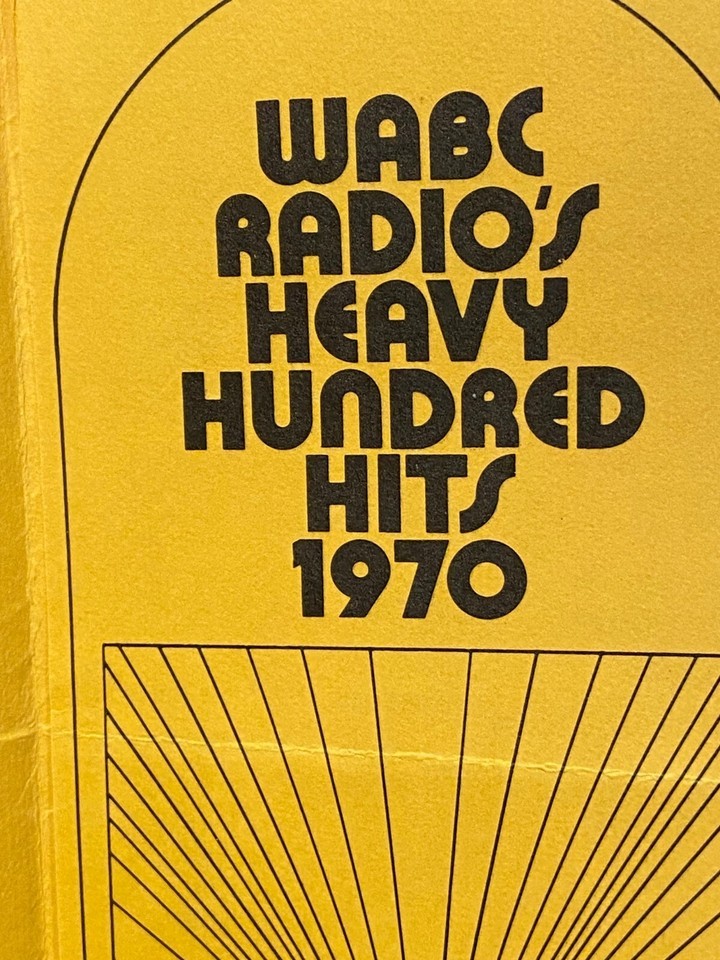 WABC
RADIO'S
HEAVY
HUNDRED
HITS
1970